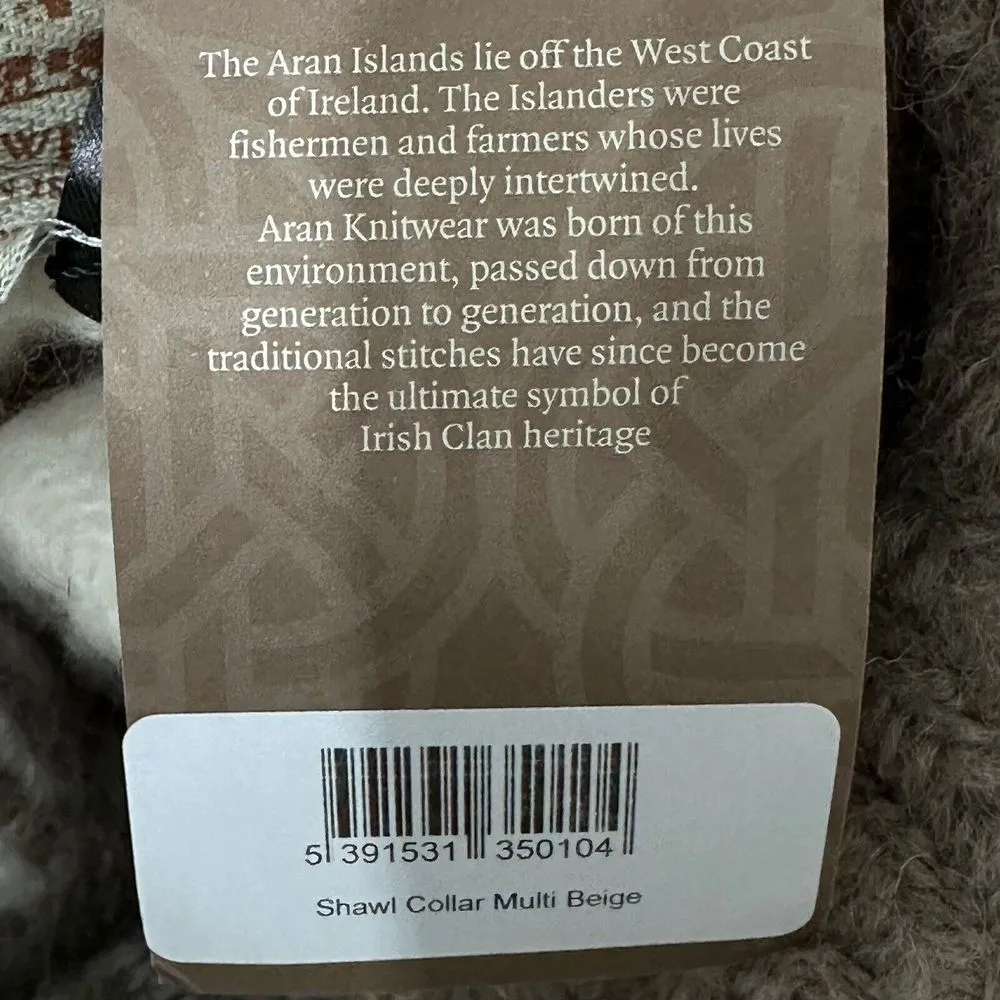 The Aran Islands lie off the West Coast
of Ireland. The Islanders were
fishermen and farmers whose lives
were deeply intertwined.
Aran Knitwear was born of this
environment, passed down from
generation to generation, and the
traditional stitches have since become
the ultimate symbol of
Irish Clan heritage
5 391531 350104
Shawl Collar Multi Beige